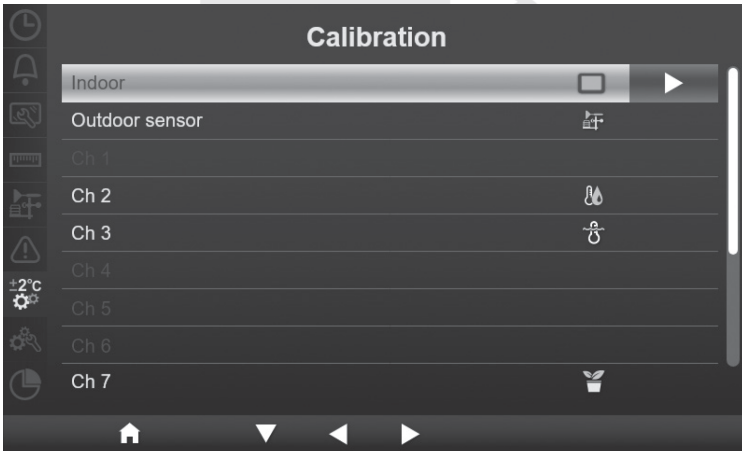 Calibration
Indoor
Outdoor sensor
Ch 1
Ch 2
Ch 3
Ch 4
±2°C
Ch 5
Ch 6
Ch 7